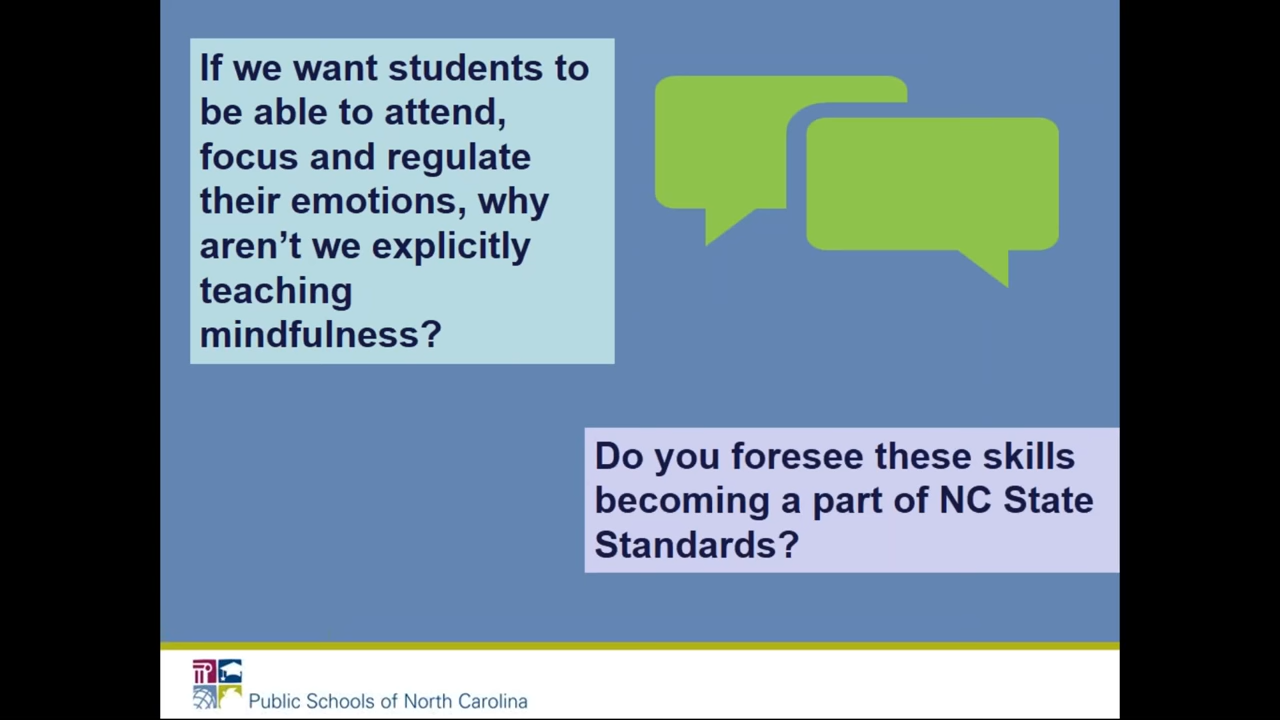 If we want students to
be able to attend,
focus and regulate
their emotions, why
aren’t we explicitly
teaching
mindfulness?
Do you foresee these skills
becoming a part of NC State
Standards?
Public Schools of North Carolina